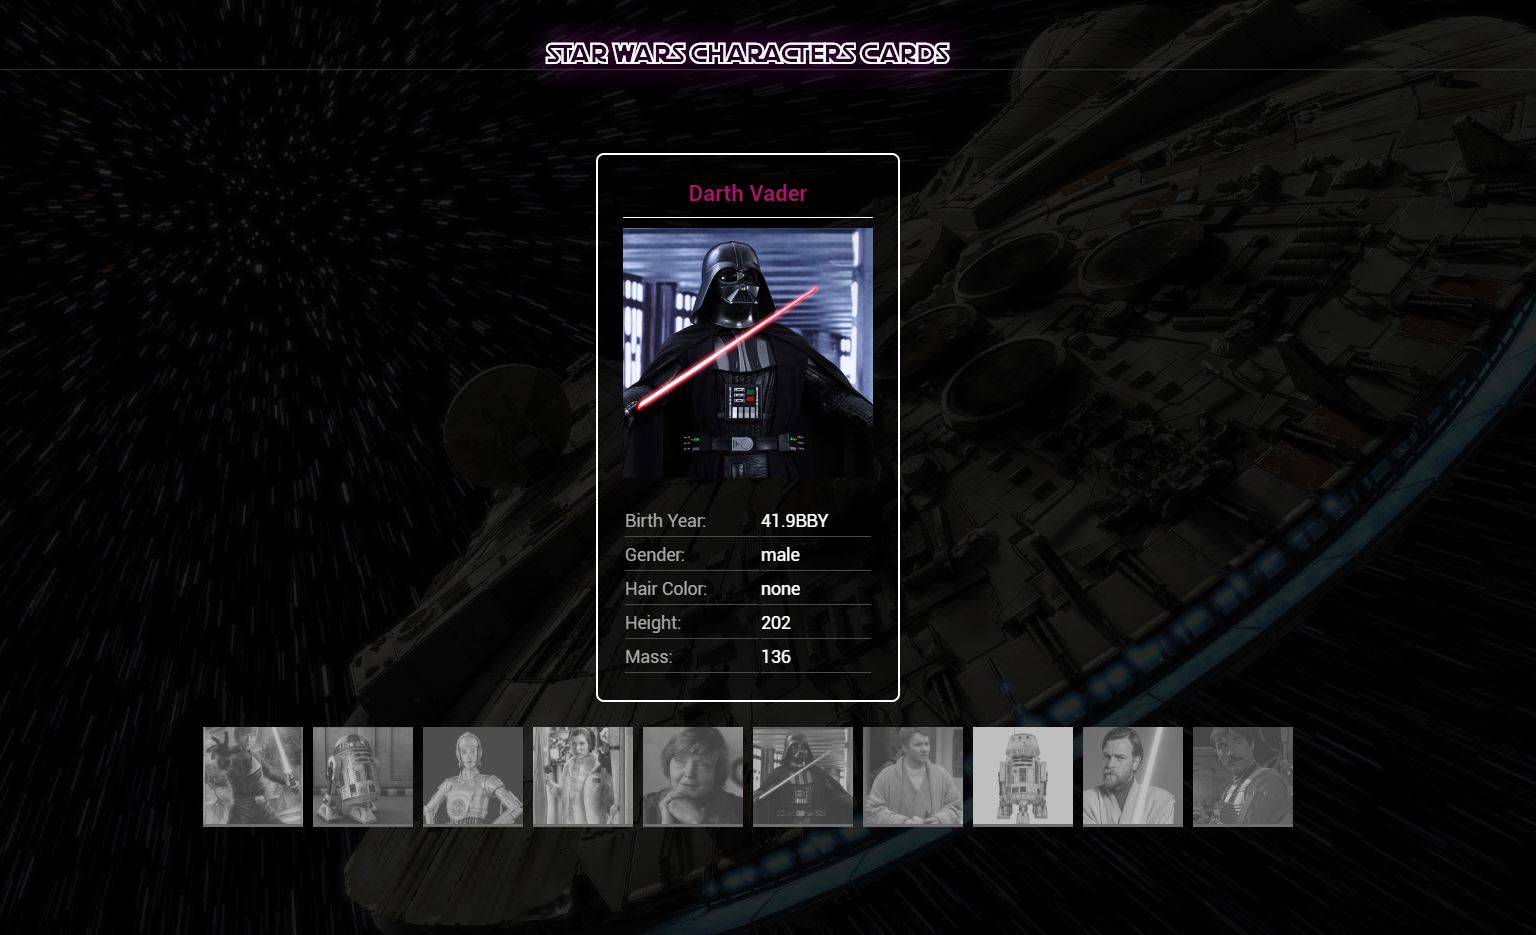 STAR WARS CHARACTERS CARDS
Darth Vader
Birth Year: 41.9BBY
Gender: male
Hair Color: none
Height: 202
Mass: 136